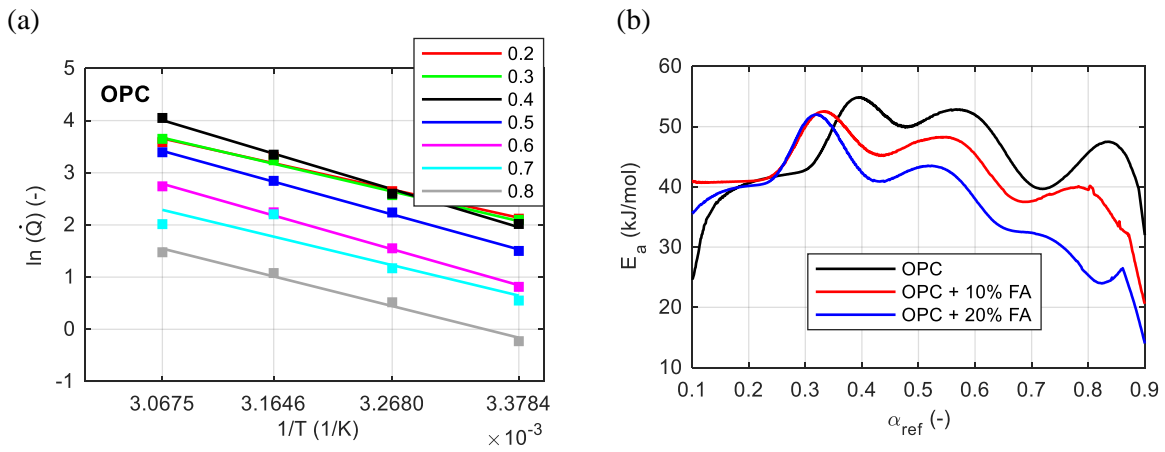 (a)
OPC
0.2
0.3
0.4
0.5
0.6
0.7
0.8
5
4
3
2
1
0
-1
ln (Q̇) (-)
3.0675 3.1646 3.2680 3.3784
1/T (1/K)
× 10⁻³
(b)
60
50
40
30
20
10
E a (kJ/mol)
OPC
OPC + 10% FA
OPC + 20% FA
0.1 0.2 0.3 0.4 0.5 0.6 0.7 0.8 0.9
α ref (-)